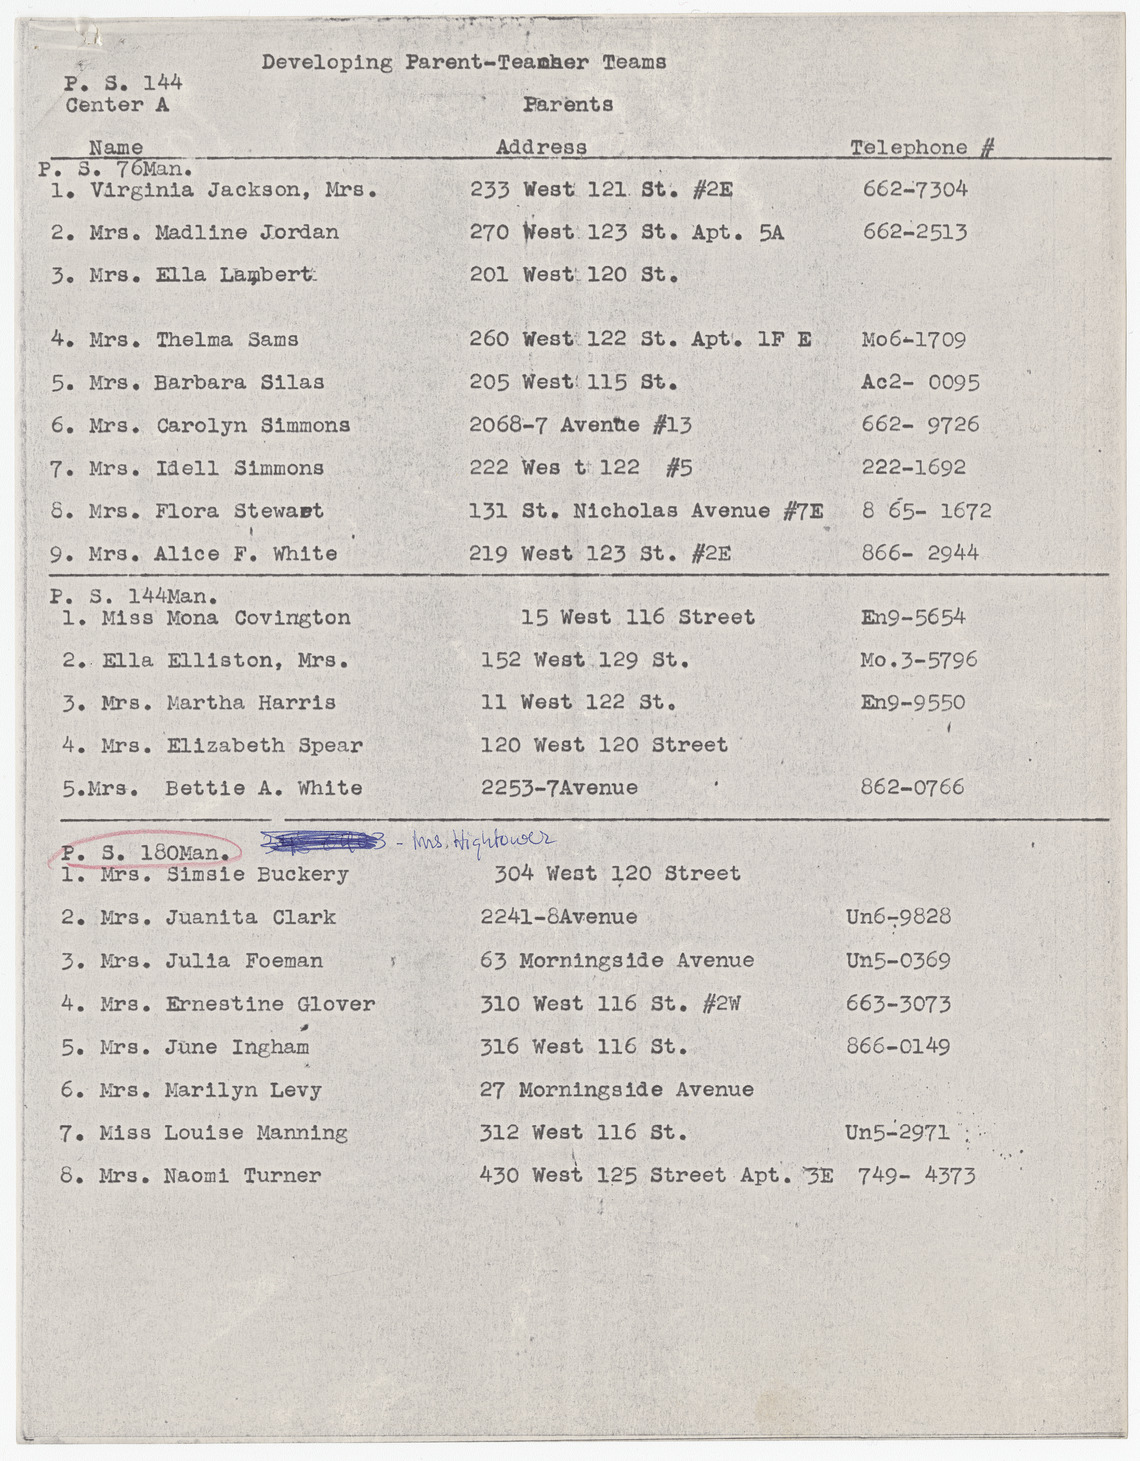 Developing Parent-Teacher Teams
P. S. 144
Center A Parents
Name Address Telephone #
P. S. 76Man.
1. Virginia Jackson, Mrs. 233 West 121 St. #2E 662-7304
2. Mrs. Madline Jordan 270 West 123 St. Apt. 5A 662-2513
3. Mrs. Ella Lambert 201 West 120 St.
4. Mrs. Thelma Sams 260 West 122 St. Apt. 1F E Mo6-1709
5. Mrs. Barbara Silas 205 West 115 St. Ac2- 0095
6. Mrs. Carolyn Simmons 2068-7 Avenue #13 662- 9726
7. Mrs. Idell Simmons 222 Wes t 122 #5 222-1692
8. Mrs. Flora Stewart 131 St. Nicholas Avenue #7E 8 65- 1672
9. Mrs. Alice F. White 219 West 123 St. #2E 866- 2944
P. S. 144Man.
1. Miss Mona Covington 15 West 116 Street En9-5654
2. Ella Elliston, Mrs. 152 West 129 St. Mo.3-5796
3. Mrs. Martha Harris 11 West 122 St. En9-9550
4. Mrs. Elizabeth Spear 120 West 120 Street
5.Mrs. Bettie A. White 2253-7Avenue 862-0766
P. S. 180Man. - Mrs. Hightower
1. Mrs. Simsie Buckery 304 West 120 Street
2. Mrs. Juanita Clark 2241-8Avenue Un6-9828
3. Mrs. Julia Foeman 63 Morningside Avenue Un5-0369
4. Mrs. Ernestine Glover 310 West 116 St. #2W 663-3073
5. Mrs. June Ingham 316 West 116 St. 866-0149
6. Mrs. Marilyn Levy 27 Morningside Avenue
7. Miss Louise Manning 312 West 116 St. Un5-2971
8. Mrs. Naomi Turner 430 West 125 Street Apt. 3E 749- 4373